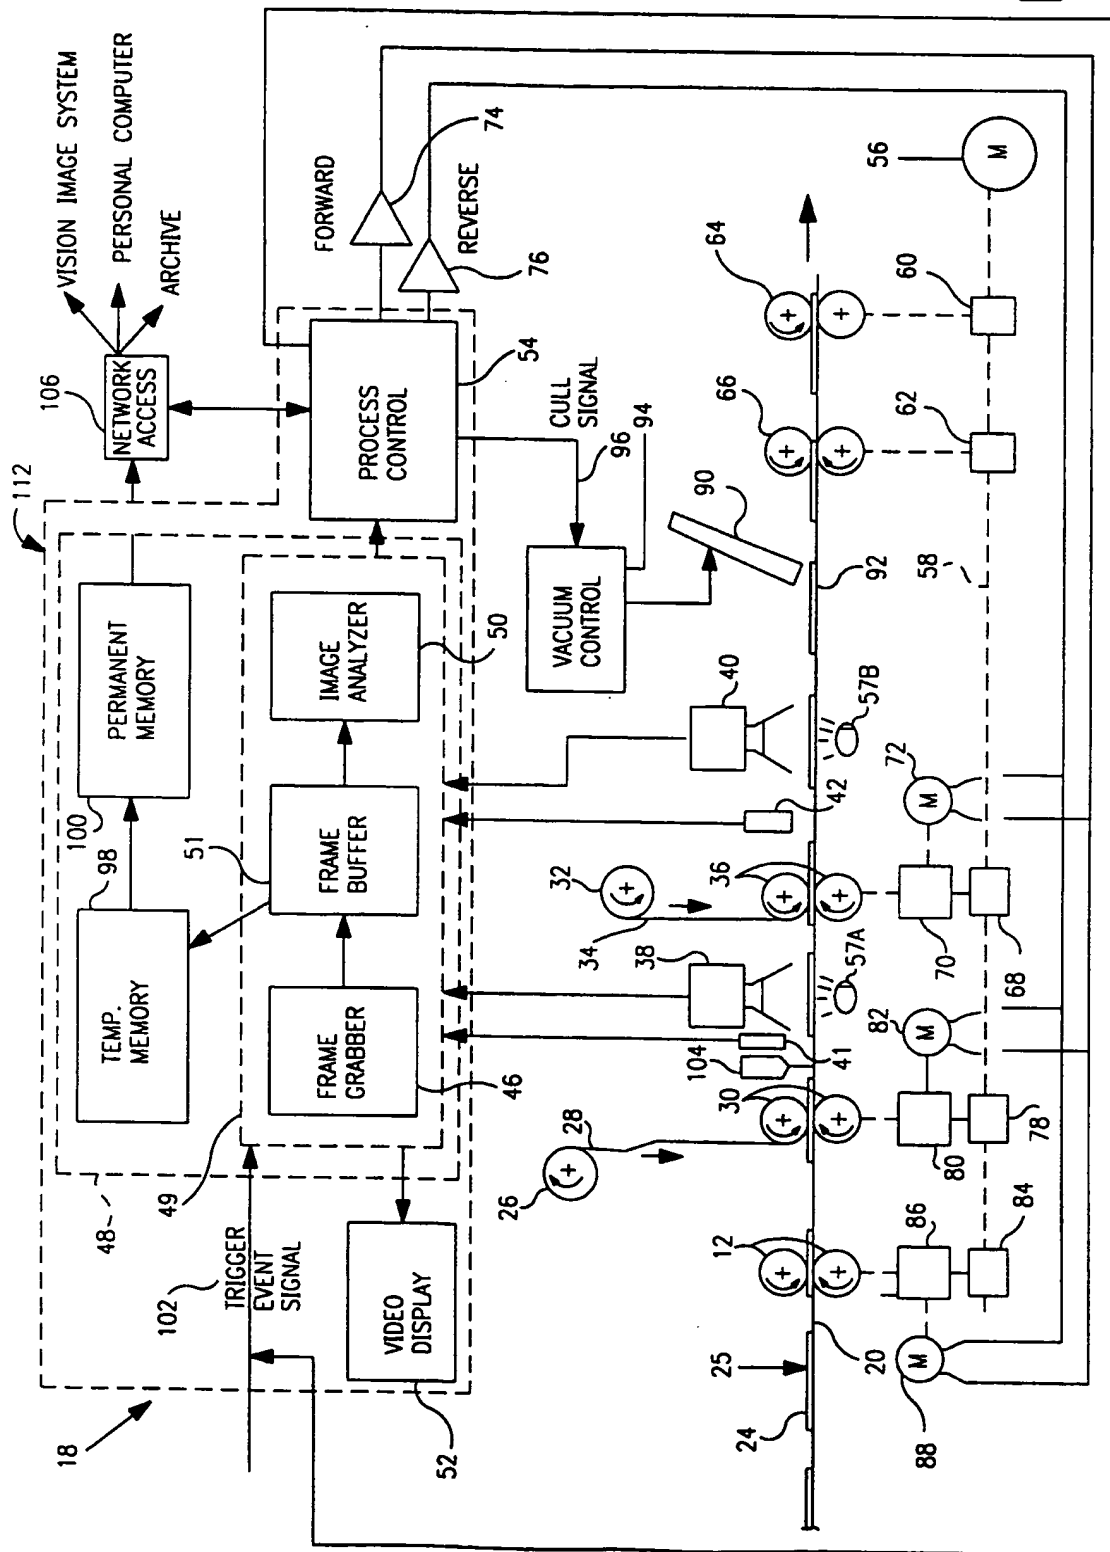 18
112
106
NETWORK
ACCESS
VISION IMAGE SYSTEM
PERSONAL COMPUTER
ARCHIVE
TEMP.
MEMORY
98
PERMANENT
MEMORY
100
48
49
51
FRAME
GRABBER
46
FRAME
BUFFER
IMAGE
ANALYZER
50
102
TRIGGER
EVENT
SIGNAL
VIDEO
DISPLAY
52
PROCESS
CONTROL
54
FORWARD
74
REVERSE
76
CULL
SIGNAL
96
94
VACUUM
CONTROL
90
26
28
32
34
38
40
24
25
20
12
30
104
41
57A
36
42
57B
92
66
64
88
M
86
84
80
78
82
M
70
68
72
M
58
62
60
56
M